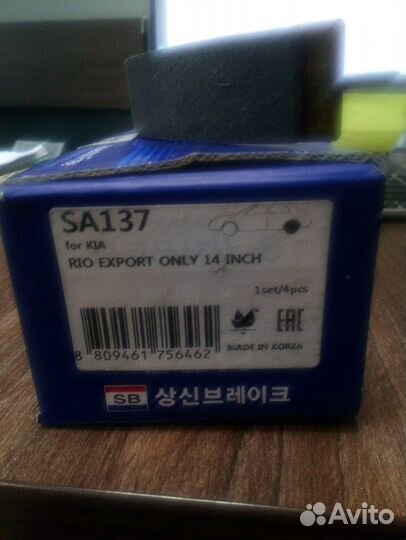 SA137
for KIA
RIO EXPORT ONLY 14 INCH
1set/4pcs
8 809461 756462
EAC
MADE IN KOREA
SB 상신브레이크
Avito